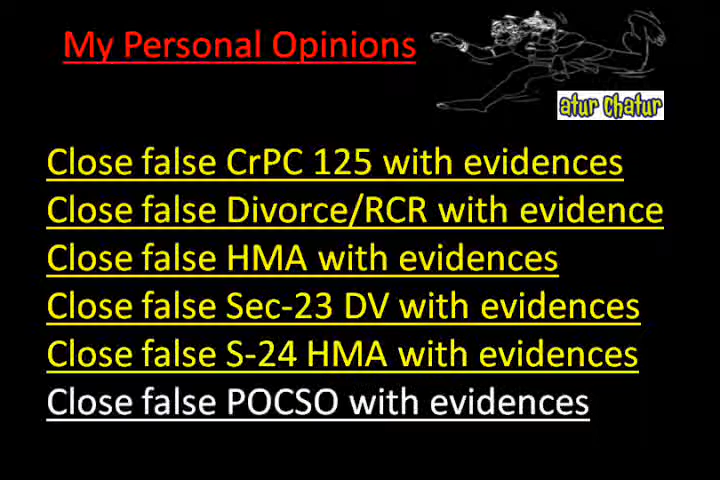 My Personal Opinions
atur chatur
Close false CrPC 125 with evidences
Close false Divorce/RCR with evidence
Close false HMA with evidences
Close false Sec-23 DV with evidences
Close false S-24 HMA with evidences
Close false POCSO with evidences